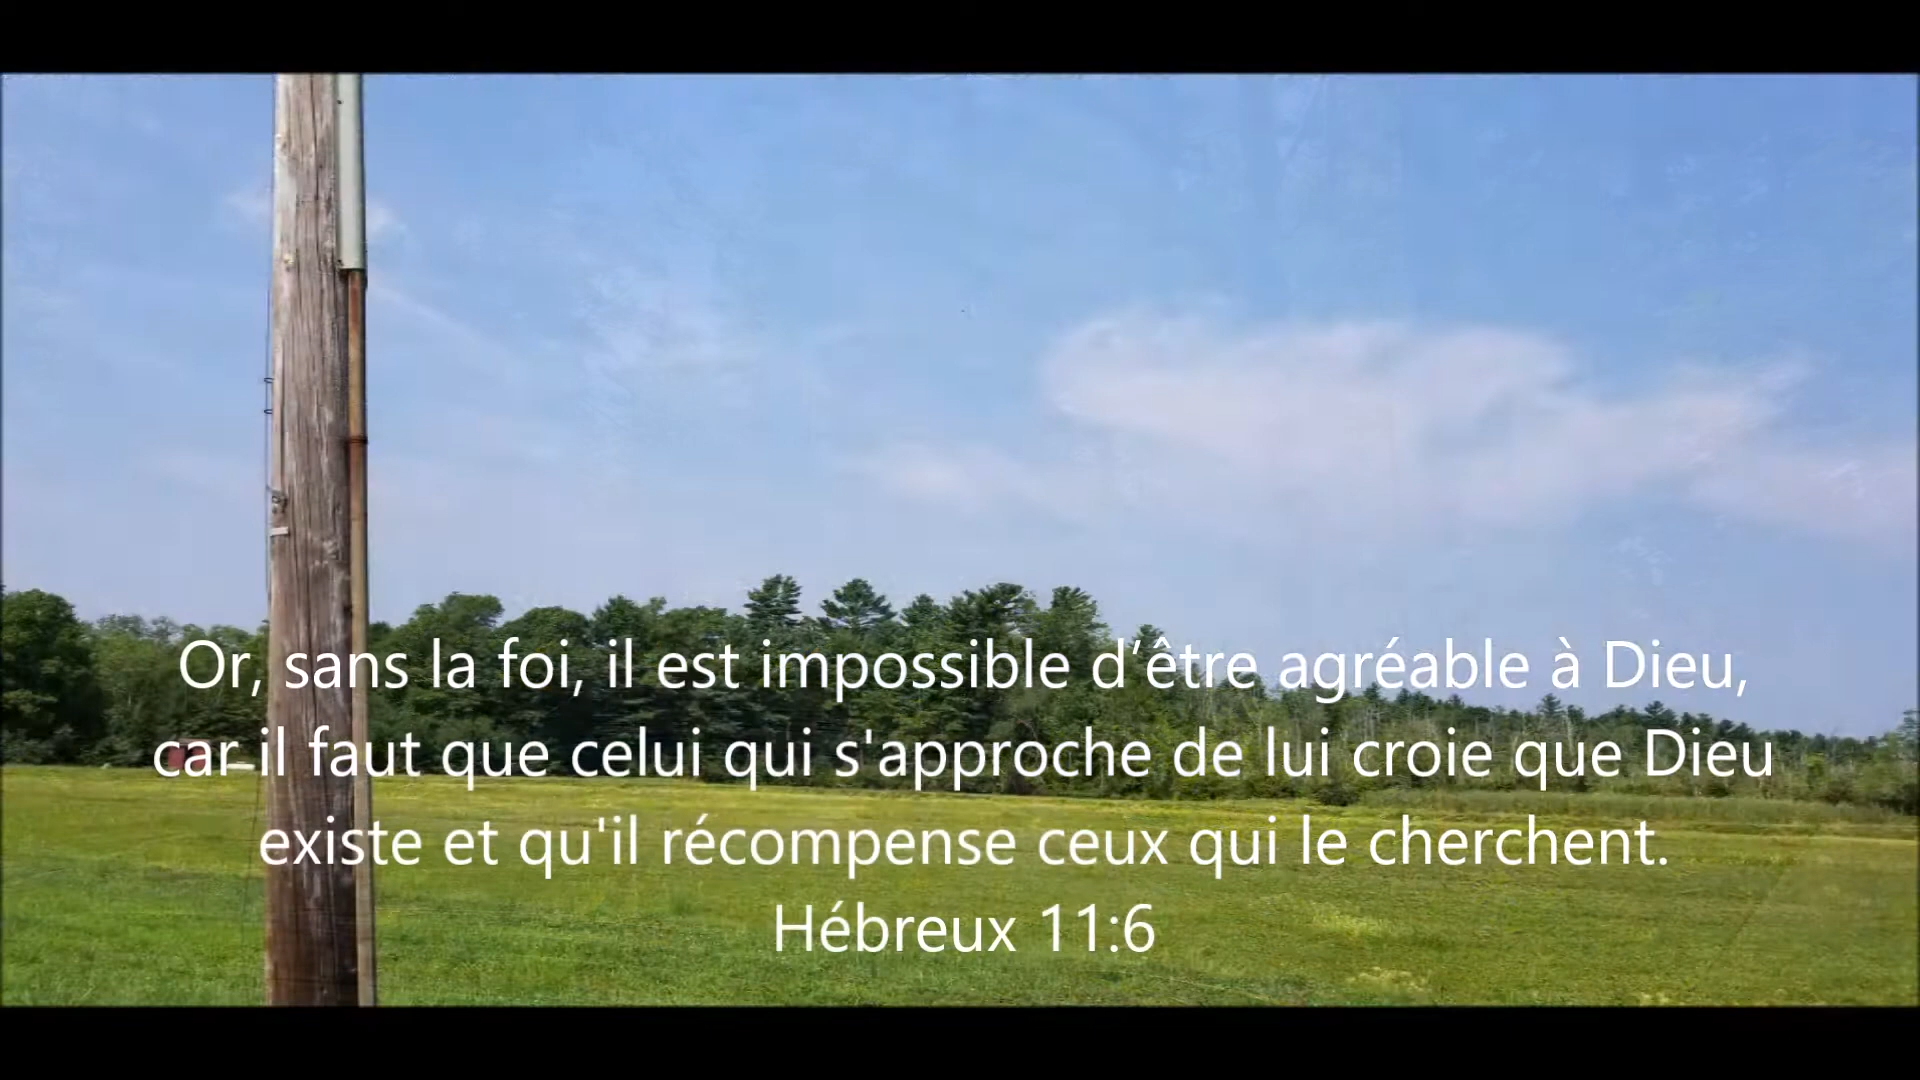 Or, sans la foi, il est impossible d’être agréable à Dieu,
car il faut que celui qui s'approche de lui croie que Dieu
existe et qu'il récompense ceux qui le cherchent.
Hébreux 11:6